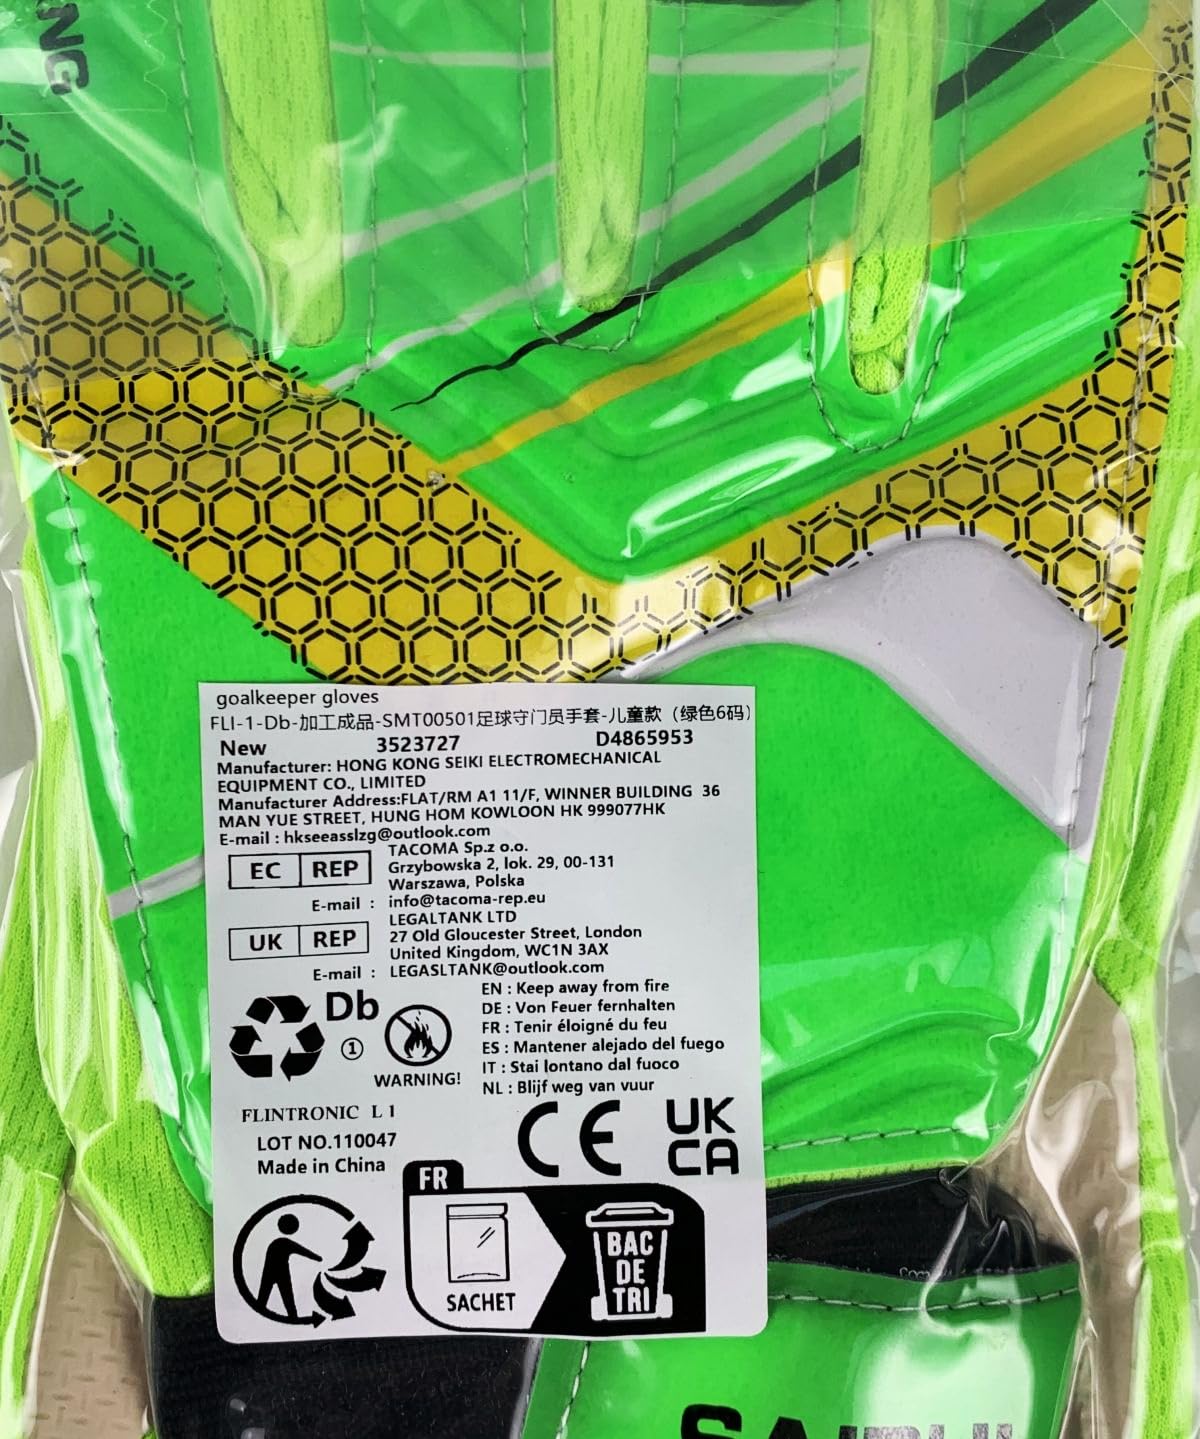 NG
goalkeeper gloves
FLI-1-Db-加工成品-SMT00501足球守门员手套-儿童款（绿色6码）
New 3523727 D4865953
Manufacturer: HONG KONG SEIKI ELECTROMECHANICAL
EQUIPMENT CO., LIMITED
Manufacturer Address:FLAT/RM A1 11/F, WINNER BUILDING 36
MAN YUE STREET, HUNG HOM KOWLOON HK 999077HK
E-mail : hkseeasslzg@outlook.com
EC REP
TACOMA Sp.z o.o.
Grzybowska 2, lok. 29, 00-131
Warszawa, Polska
E-mail : info@tacoma-rep.eu
UK REP
LEGALTANK LTD
27 Old Gloucester Street, London
United Kingdom, WC1N 3AX
E-mail : LEGASLTANK@outlook.com
Db
①
WARNING!
EN : Keep away from fire
DE : Von Feuer fernhalten
FR : Tenir éloigné du feu
ES : Mantener alejado del fuego
IT : Stai lontano dal fuoco
NL : Blijf weg van vuur
FLINTRONIC L 1
LOT NO.110047
Made in China
CE
UK
CA
FR
SACHET
BAC
DE
TRI